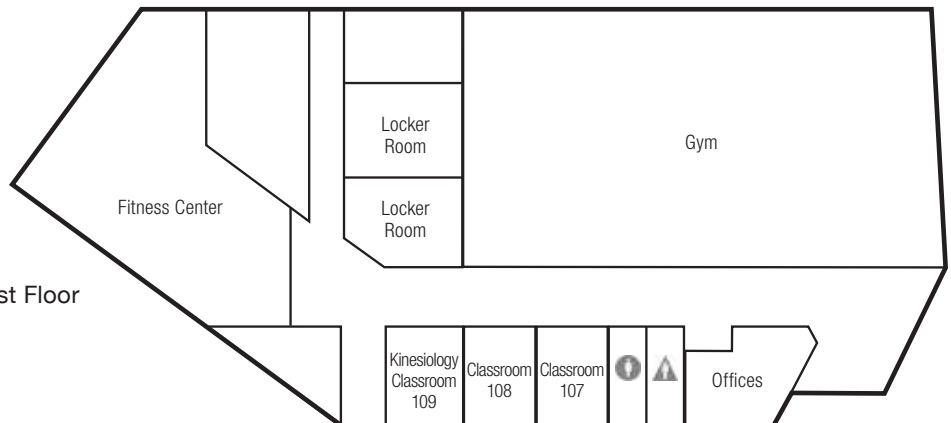 Locker
Room
Gym
Locker
Room
Fitness Center
st Floor
Kinesiology
Classroom
109
Classroom
108
Classroom
107
Offices